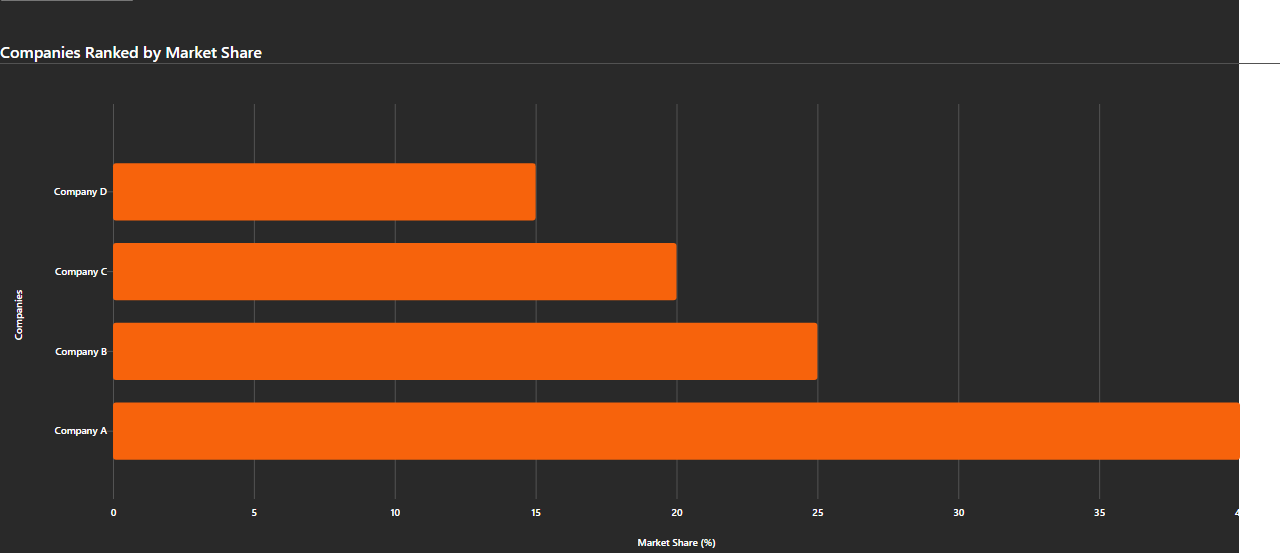 Companies Ranked by Market Share
Company D
Company C
Companies
Company B
Company A
0 5 10 15 20 25 30 35 4
Market Share (%)